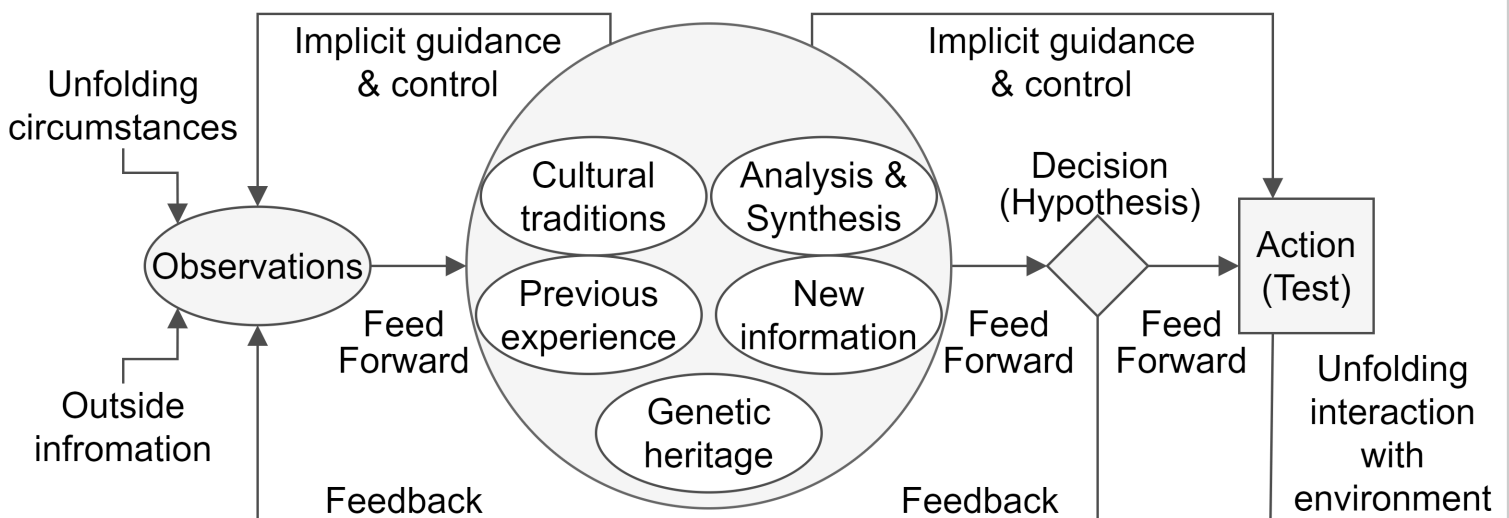 Implicit guidance
& control
Implicit guidance
& control
Unfolding
circumstances
Observations
Outside
infromation
Feed
Forward
Cultural
traditions
Analysis &
Synthesis
Previous
experience
New
information
Genetic
heritage
Decision
(Hypothesis)
Feed
Forward
Feed
Forward
Action
(Test)
Unfolding
interaction
with
environment
Feedback
Feedback